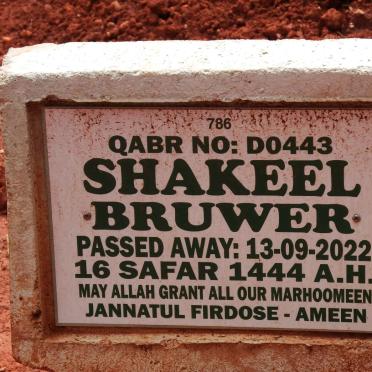 786
QABR NO: D0443
SHAKEEL
BRUWER
PASSED AWAY: 13-09-2022
16 SAFAR 1444 A.H.
MAY ALLAH GRANT ALL OUR MARHOOMEEN
JANNATUL FIRDOSE - AMEEN